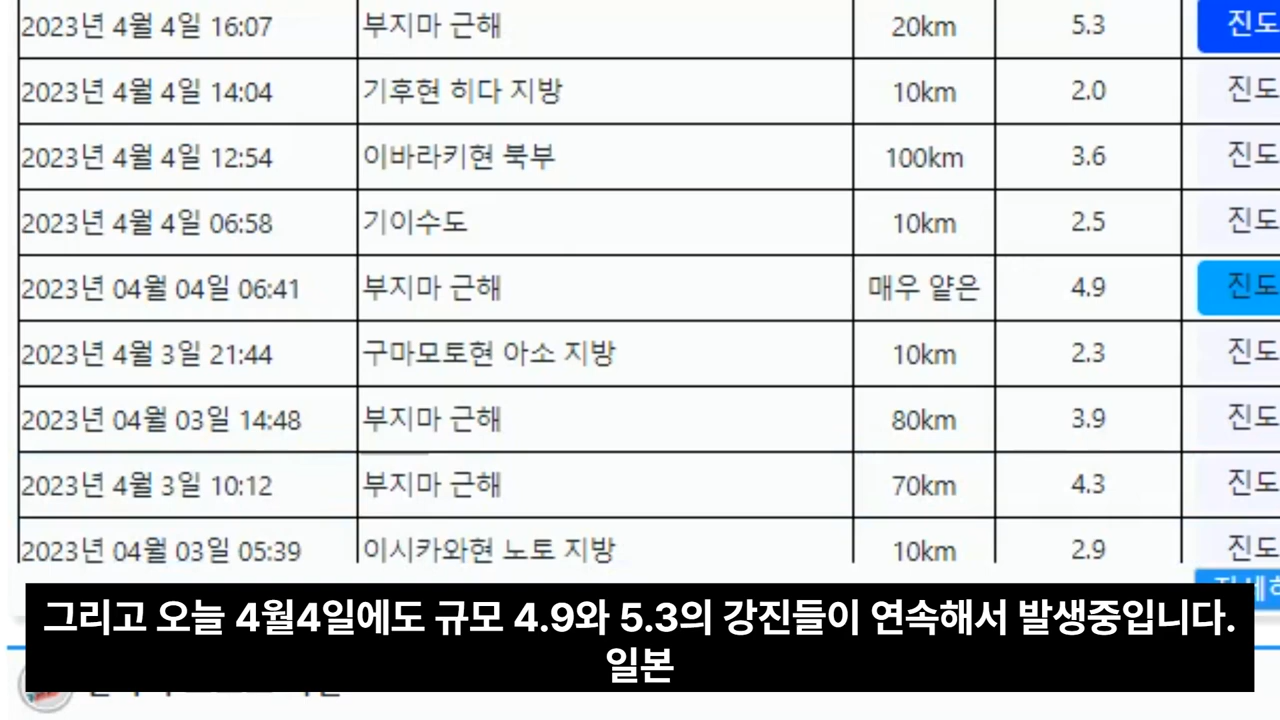 2023년 4월 4일 16:07 부지마 근해 20km 5.3 진도
2023년 4월 4일 14:04 기후현 히다 지방 10km 2.0 진도
2023년 4월 4일 12:54 이바라키현 북부 100km 3.6 진도
2023년 4월 4일 06:58 기이수도 10km 2.5 진도
2023년 04월 04일 06:41 부지마 근해 매우 얕은 4.9 진도
2023년 4월 3일 21:44 구마모토현 아소 지방 10km 2.3 진도
2023년 04월 03일 14:48 부지마 근해 80km 3.9 진도
2023년 4월 3일 10:12 부지마 근해 70km 4.3 진도
2023년 04월 03일 05:39 이시카와현 노토 지방 10km 2.9 진도
그리고 오늘 4월4일에도 규모 4.9와 5.3의 강진들이 연속해서 발생중입니다.
일본